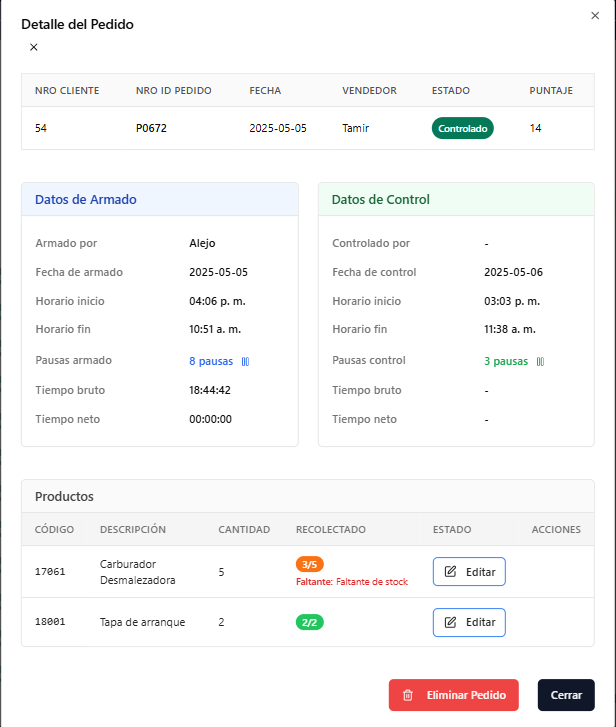 Detalle del Pedido
NRO CLIENTE NRO ID PEDIDO FECHA VENDEDOR ESTADO PUNTAJE
54 P0672 2025-05-05 Tamir Controlado 14
Datos de Armado
Armado por Alejo
Fecha de armado 2025-05-05
Horario inicio 04:06 p. m.
Horario fin 10:51 a. m.
Pausas armado 8 pausas
Tiempo bruto 18:44:42
Tiempo neto 00:00:00
Datos de Control
Controlado por -
Fecha de control 2025-05-06
Horario inicio 03:03 p. m.
Horario fin 11:38 a. m.
Pausas control 3 pausas
Tiempo bruto -
Tiempo neto -
Productos
CÓDIGO DESCRIPCIÓN CANTIDAD RECOLECTADO ESTADO ACCIONES
17061 Carburador Desmalezadora 5 3/5 Editar
Faltante: Faltante de stock
18001 Tapa de arranque 2 2/2 Editar
Eliminar Pedido Cerrar